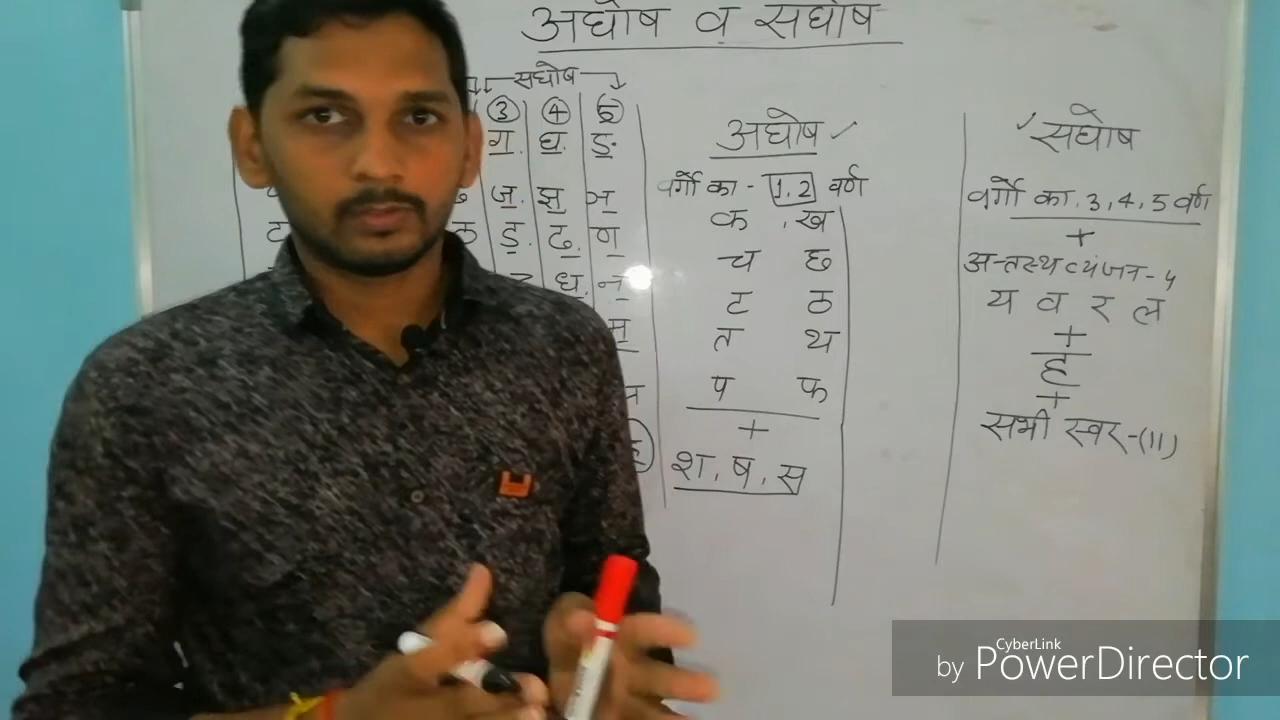 अघोष व सघोष
सघोष
3 4 5
ग. घ. ङ.
ज. झ ञ
ठ ड़. ढ. ण
ध. न
म
अघोष ✓
वर्गो का - 1, 2 वर्ण
क , ख
च छ
ट ठ
त थ
प फ
+
श, ष, स
✓ सघोष
वर्गो का, 3, 4, 5 वर्ण
+
अन्तस्थ व्यंजन - 4
य व र ल
+
ह
+
सभी स्वर - (11)
CyberLink
by PowerDirector